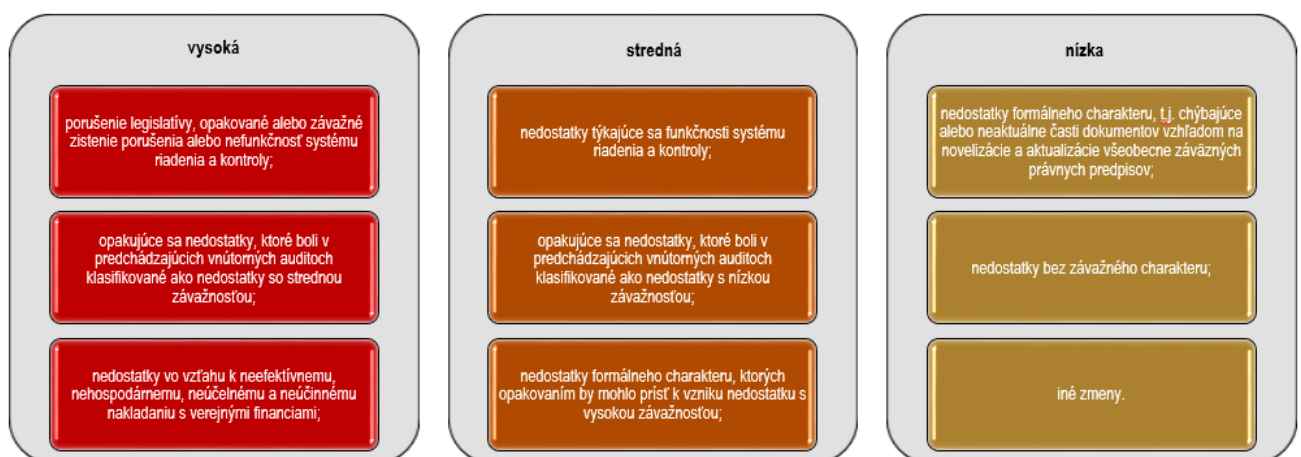 vysoká
porušenie legislatívy, opakované alebo závažné
zistenie porušenia alebo nefunkčnosť systému
riadenia a kontroly;
opakujúce sa nedostatky, ktoré boli v
predchádzajúcich vnútorných auditoch
klasifikované ako nedostatky so strednou
závažnosťou;
nedostatky vo vzťahu k neefektívnemu,
nehospodárnemu, neúčelnému a neúčinnému
nakladaniu s verejnými financiami;
stredná
nedostatky týkajúce sa funkčnosti systému
riadenia a kontroly;
opakujúce sa nedostatky, ktoré boli v
predchádzajúcich vnútorných auditoch
klasifikované ako nedostatky s nízkou
závažnosťou;
nedostatky formálneho charakteru, ktorých
opakovaním by mohlo prísť k vzniku nedostatku s
vysokou závažnosťou;
nízka
nedostatky formálneho charakteru, t.j. chýbajúce
alebo neaktuálne časti dokumentov vzhľadom na
novelizácie a aktualizácie všeobecne záväzných
právnych predpisov;
nedostatky bez závažného charakteru;
iné zmeny.